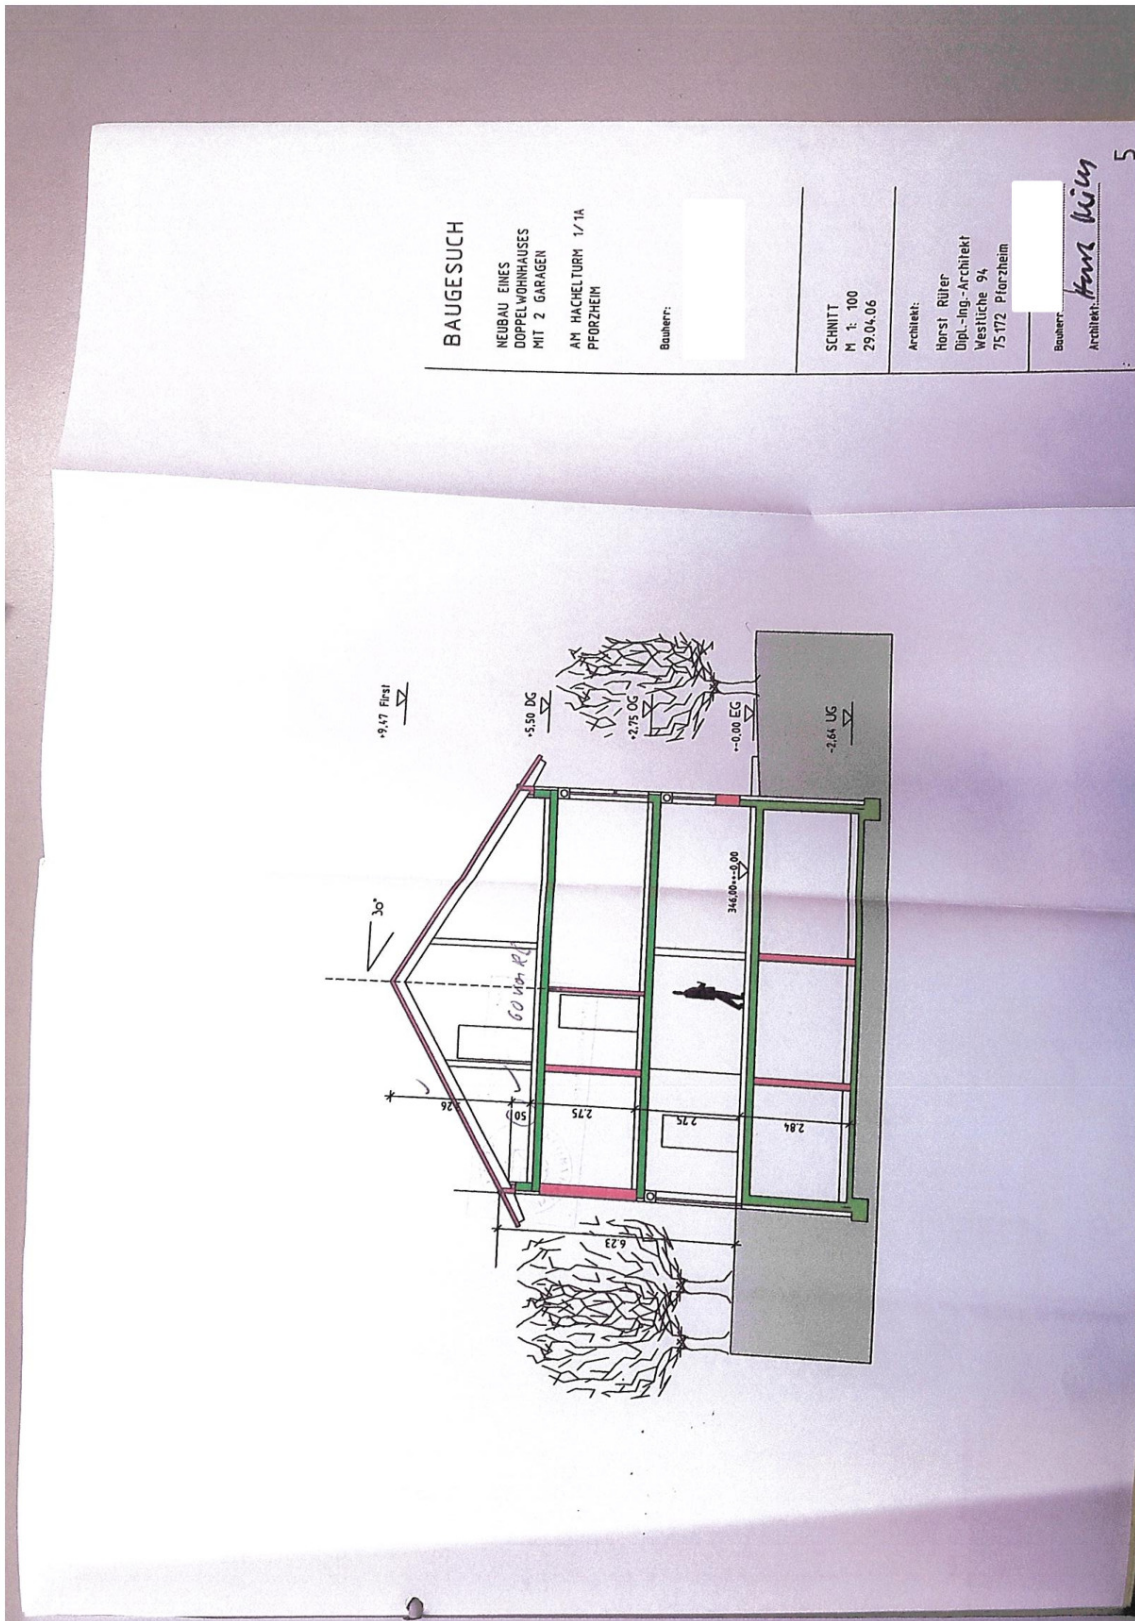 BAUGESUCH
NEUBAU EINES
DOPPELWOHNHAUSES
MIT 2 GARAGEN
AM HACHELTURM 1/1A
PFORZHEIM
Bauherr:
SCHNITT
M 1: 100
29.04.06
Architekt:
Horst Rüter
Dipl.-Ing.-Architekt
Westliche 94
75172 Pforzheim
Bauherr:
Architekt:
5
+9,47 First
+5,50 DG
+2,75 OG
+-0,00 EG
-2,64 UG
30°
346,00=+-0,00
3.26
50
2.75
2.75
2.84
6.23